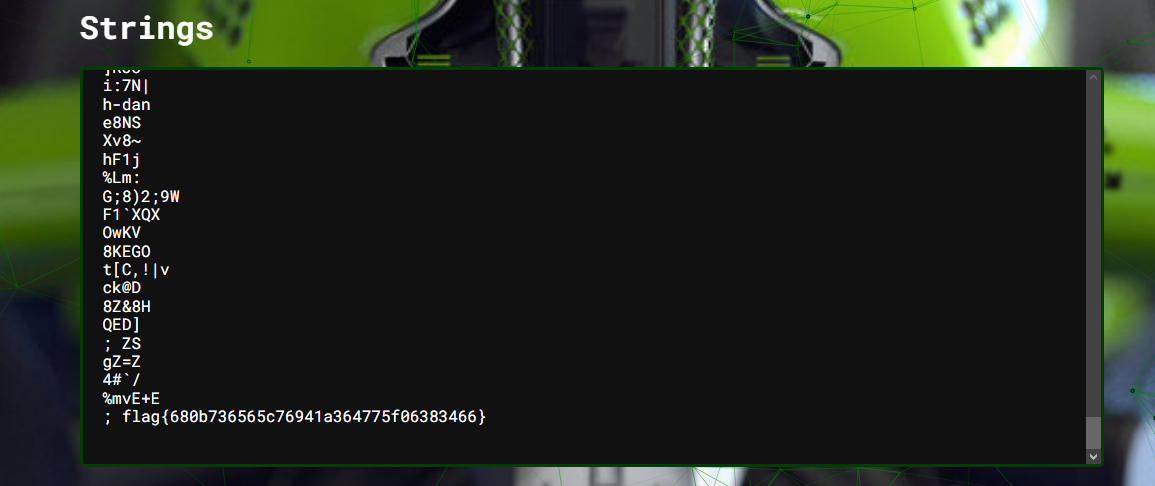 Strings
i:7N|
h-dan
e8NS
Xv8~
hF1j
%Lm:
G;8)2;9W
F1`XQX
OwKV
8KEGO
t[C,!|v
ck@D
8Z&8H
QED]
; ZS
gZ=Z
4#`/
%mvE+E
; flag{680b736565c76941a364775f06383466}